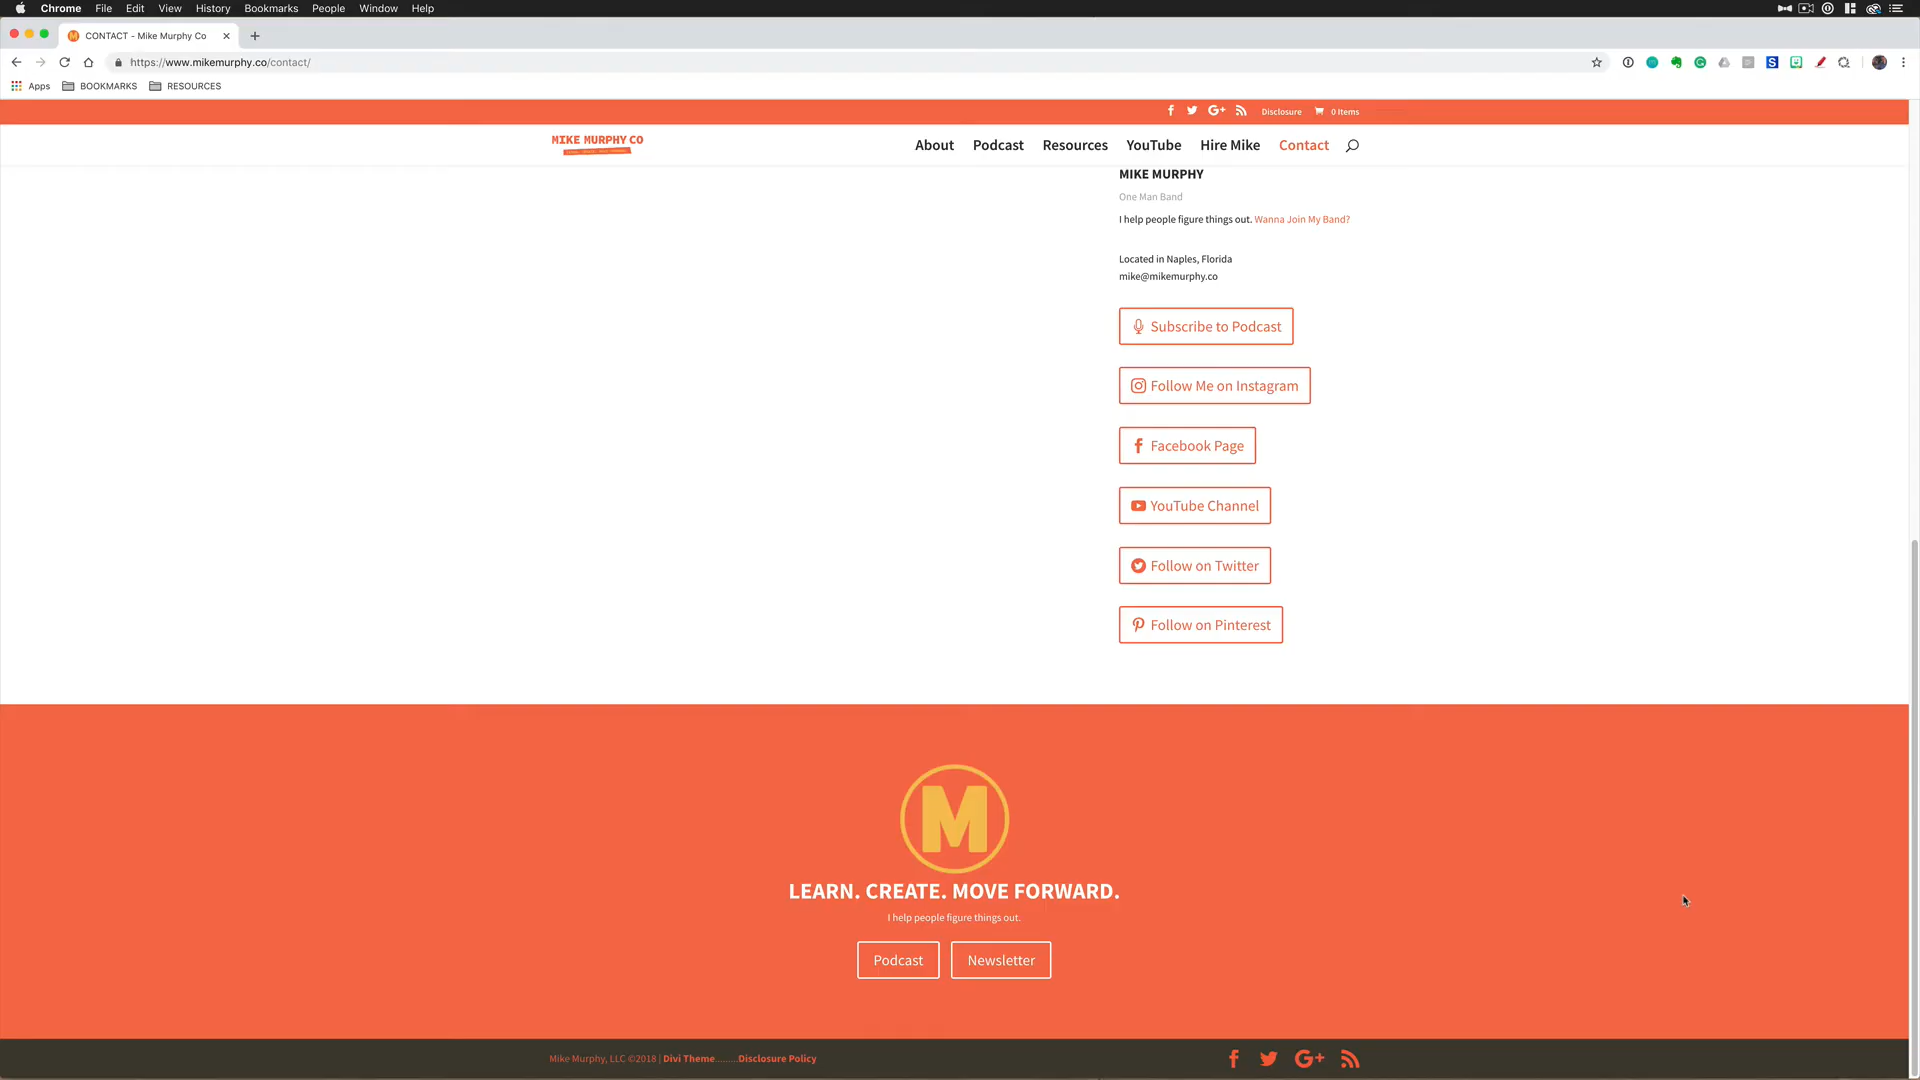 Chrome File Edit View History Bookmarks People Window Help
CONTACT - Mike Murphy Co
https://www.mikemurphy.co/contact/
Apps BOOKMARKS RESOURCES
Disclosure 0 Items
MIKE MURPHY CO
About Podcast Resources YouTube Hire Mike Contact
MIKE MURPHY
One Man Band
I help people figure things out. Wanna Join My Band?
Located in Naples, Florida
mike@mikemurphy.co
Subscribe to Podcast
Follow Me on Instagram
Facebook Page
YouTube Channel
Follow on Twitter
Follow on Pinterest
M
LEARN. CREATE. MOVE FORWARD.
I help people figure things out.
Podcast Newsletter
Mike Murphy, LLC ©2018 | Divi Theme.........Disclosure Policy